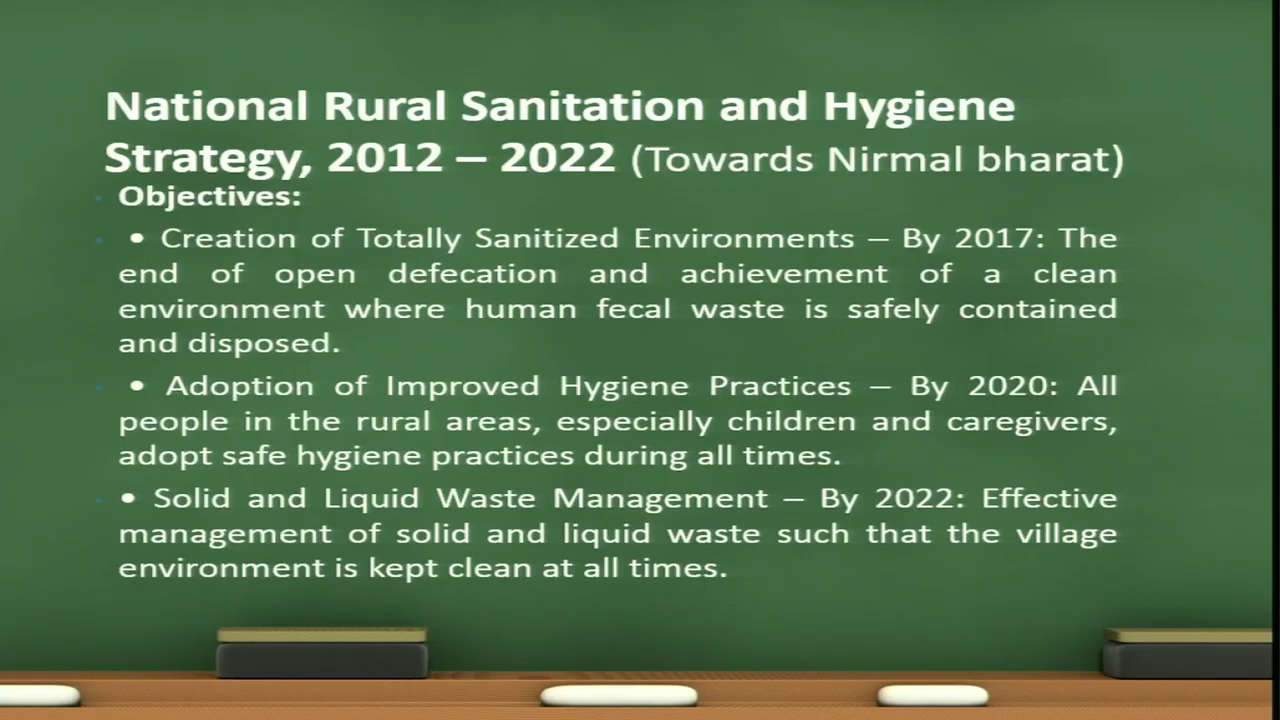 National Rural Sanitation and Hygiene
Strategy, 2012 – 2022 (Towards Nirmal bharat)
Objectives:
• Creation of Totally Sanitized Environments – By 2017: The
end of open defecation and achievement of a clean
environment where human fecal waste is safely contained
and disposed.
• Adoption of Improved Hygiene Practices – By 2020: All
people in the rural areas, especially children and caregivers,
adopt safe hygiene practices during all times.
• Solid and Liquid Waste Management – By 2022: Effective
management of solid and liquid waste such that the village
environment is kept clean at all times.